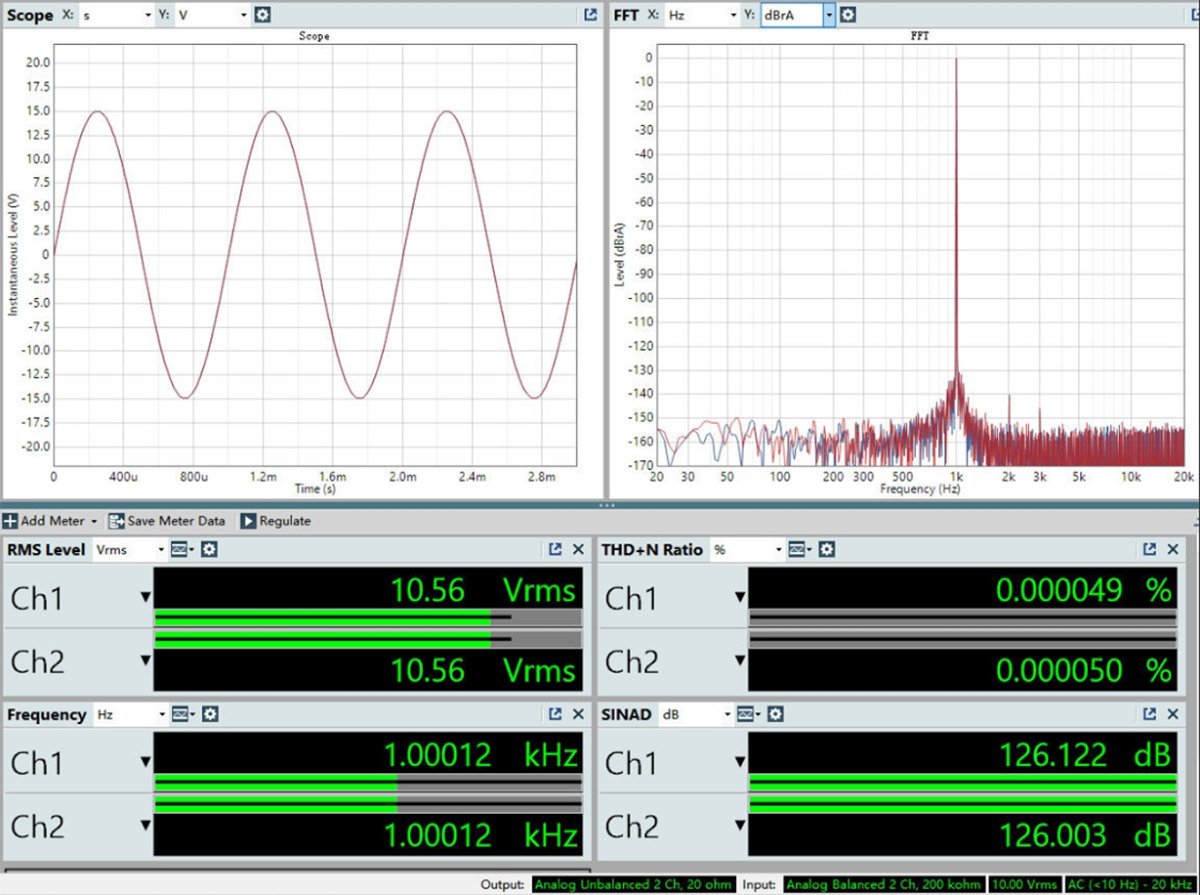 Scope X: s Y: V
FFT X: Hz Y: dBrA
Scope
20.0
17.5
15.0
12.5
10.0
7.5
5.0
2.5
0
-2.5
-5.0
-7.5
-10.0
-12.5
-15.0
-17.5
-20.0
Instantaneous Level (V)
0 400u 800u 1.2m 1.6m 2.0m 2.4m 2.8m
Time (s)
FFT
0
-10
-20
-30
-40
-50
-60
-70
-80
-90
-100
-110
-120
-130
-140
-150
-160
-170
Level (dBrA)
20 30 50 100 200 300 500 1k 2k 3k 5k 10k 20k
Frequency (Hz)
Add Meter Save Meter Data Regulate
RMS Level Vrms
Ch1 10.56 Vrms
Ch2 10.56 Vrms
THD+N Ratio %
Ch1 0.000049 %
Ch2 0.000050 %
Frequency Hz
Ch1 1.00012 kHz
Ch2 1.00012 kHz
SINAD dB
Ch1 126.122 dB
Ch2 126.003 dB
Output: Analog Unbalanced 2 Ch, 20 ohm Input: Analog Balanced 2 Ch, 200 kohm 10.00 Vrms AC (<10 Hz) - 20 kHz